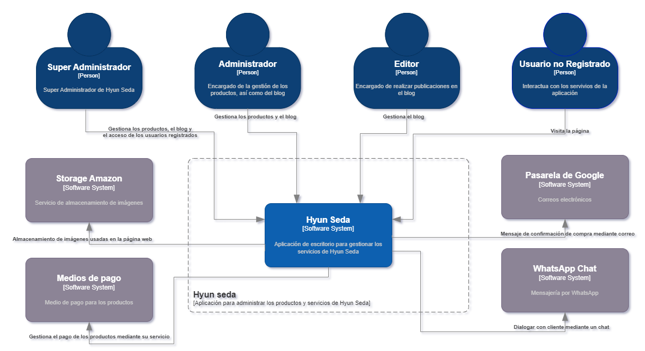 Super Administrador
[Person]
Super Administrador de Hyun Seda
Administrador
[Person]
Encargado de la gestión de los
productos, así como del blog
Editor
[Person]
Encargado de realizar publicaciones en
el blog
Usuario no Registrado
[Person]
Interactua con los servivios de la
aplicación
Gestiona los productos, el blog y
el acceso de los usuarios registrados.
Gestiona los productos y el blog
Gestiona el blog
Visita la página
Storage Amazon
[Software System]
Servicio de almacenamiento de imágenes
Almacenamiento de imágenes usadas en la página web.
Hyun Seda
[Software System]
Aplicación de escritorio para gestionar los
servicios de Hyun Seda
Pasarela de Google
[Software System]
Correos electrónicos
Mensaje de confirmación de compra mediante correo.
Medios de pago
[Software System]
Medio de pago para los productos
Gestiona el pago de los productos mediante su servicio.
Hyun seda
[Aplicación para administrar los productos y servicios de Hyun Seda]
WhatsApp Chat
[Software System]
Mensajería por WhatsApp
Dialogar con cliente mediante un chat.